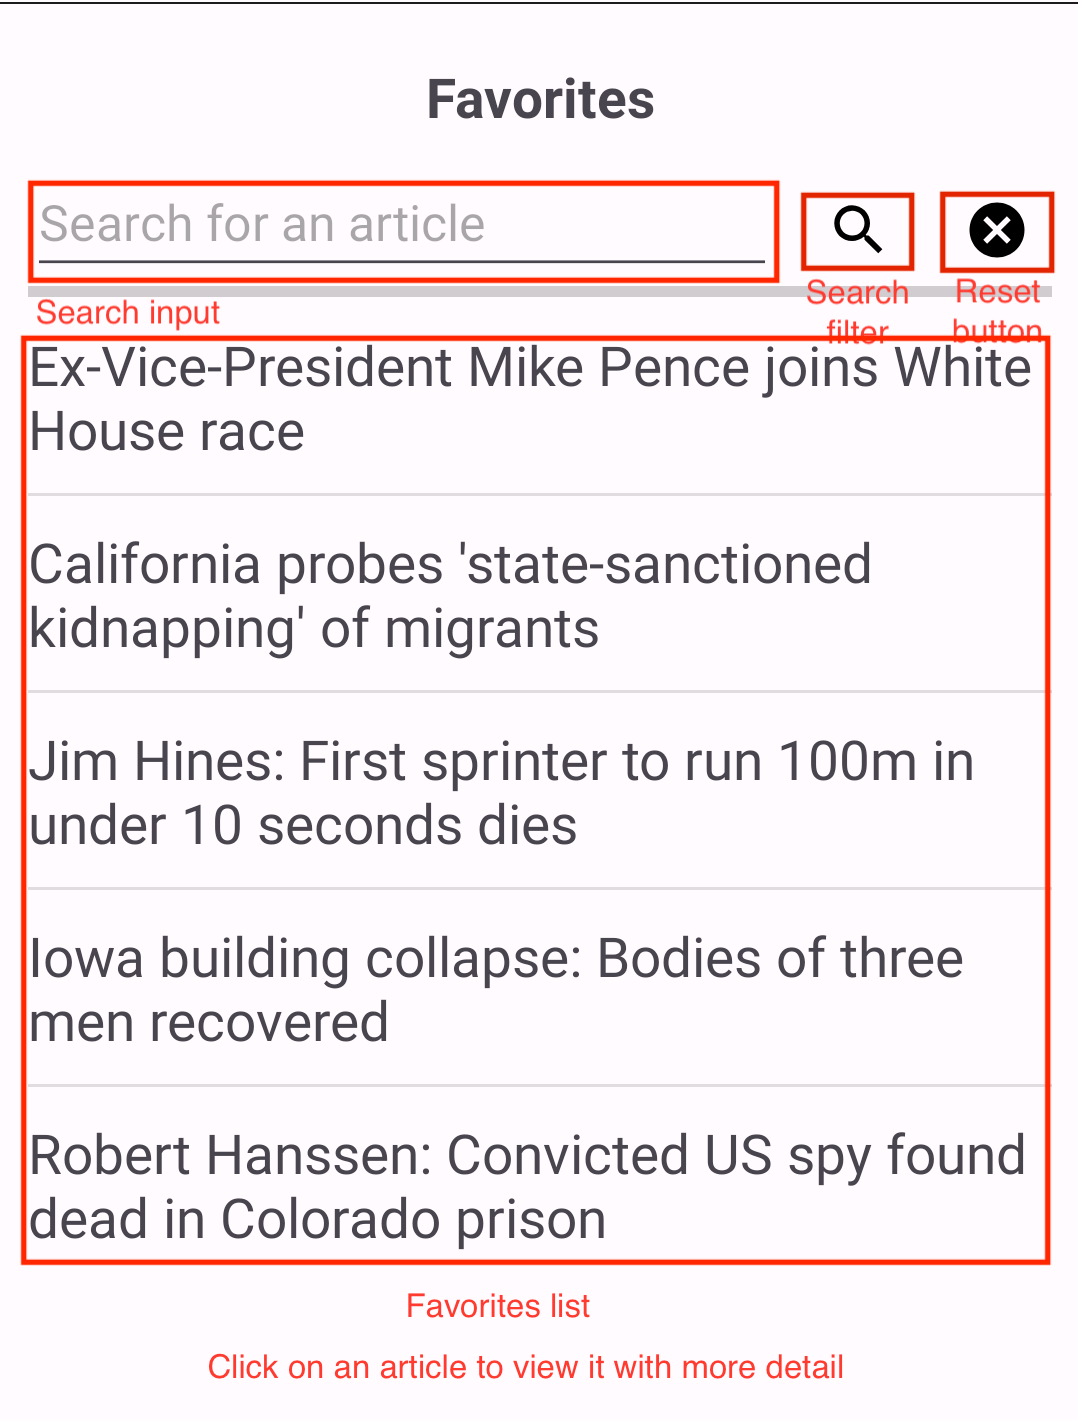 Favorites
Search for an article
Search input
Search
filter
Reset
button
Ex-Vice-President Mike Pence joins White
House race
California probes 'state-sanctioned
kidnapping' of migrants
Jim Hines: First sprinter to run 100m in
under 10 seconds dies
Iowa building collapse: Bodies of three
men recovered
Robert Hanssen: Convicted US spy found
dead in Colorado prison
Favorites list
Click on an article to view it with more detail